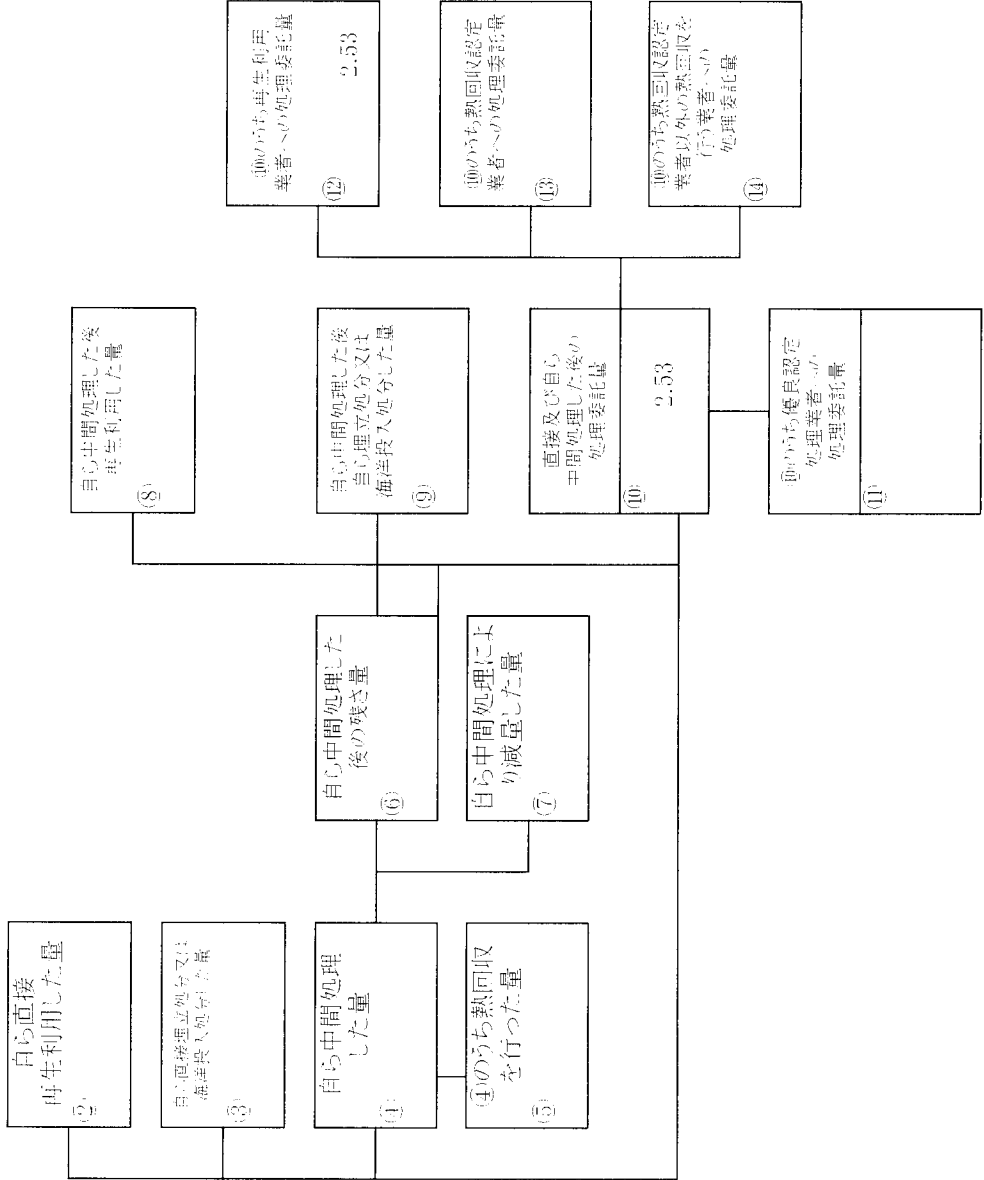 自ら直接
再生利用した量
②
自ら直接埋立処分又は
海洋投入処分した量
③
自ら中間処理
した量
④
④のうち熱回収
を行った量
⑤
自ら中間処理した
後の残さ量
⑥
自ら中間処理によ
り減量した量
⑦
自ら中間処理した後
再生利用した量
⑧
自ら中間処理した後
自ら埋立処分又は
海洋投入処分した量
⑨
直接及び自ら
中間処理した後の
処理委託量
⑩
2.53
⑩のうち優良認定
処理業者への
処理委託量
⑪
⑩のうち再生利用
業者への処理委託量
⑫
2.53
⑩のうち熱回収認定
業者への処理委託量
⑬
⑩のうち熱回収認定
業者以外の熱回収を
行う業者への
処理委託量
⑭